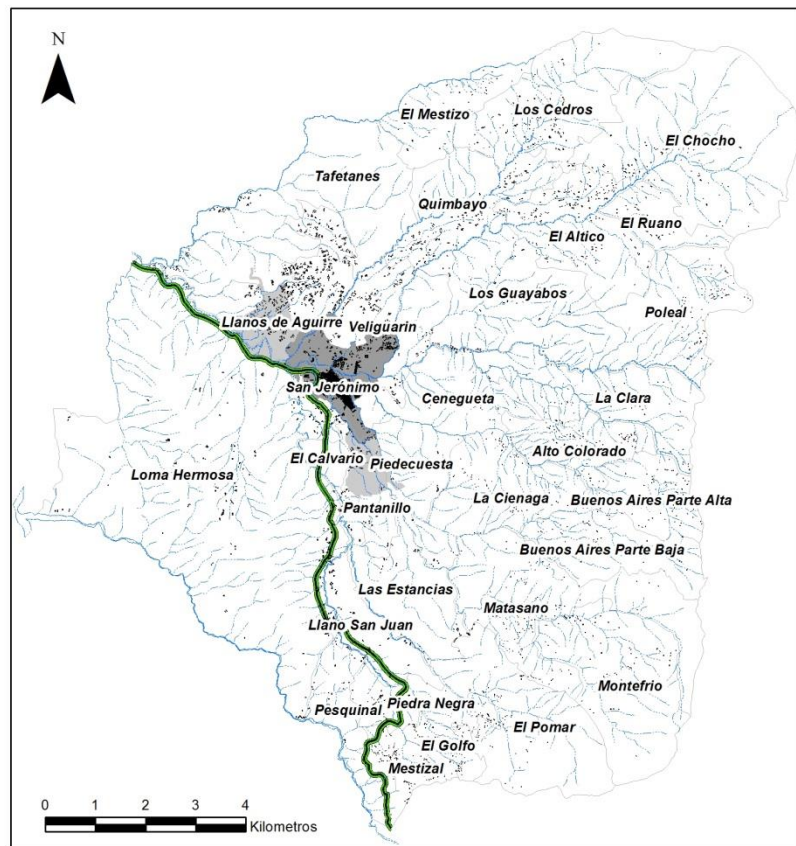 N
El Mestizo
Los Cedros
El Chocho
Tafetanes
Quimbayo
El Ruano
El Altico
Los Guayabos
Poleal
Llanos de Aguirre
Veliguarin
San Jerónimo
Cenegueta
La Clara
Alto Colorado
El Calvario
Piedecuesta
Loma Hermosa
La Cienaga
Buenos Aires Parte Alta
Pantanillo
Buenos Aires Parte Baja
Las Estancias
Matasano
Llano San Juan
Montefrio
Piedra Negra
Pesquinal
El Pomar
El Golfo
Mestizal
0 1 2 3 4
Kilometros